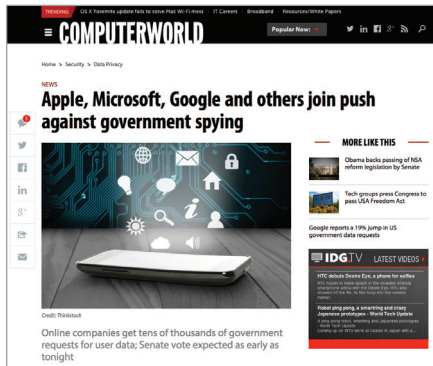 TRENDING: OS X Yosemite update fails to solve Mac Wi-Fi mess · IT Careers · Broadband · Resources/White Papers
COMPUTERWORLD
Popular Now:
Home > Security > Data Privacy
NEWS
Apple, Microsoft, Google and others join push
against government spying
1
MORE LIKE THIS
Obama backs passing of NSA
reform legislation by Senate
Tech groups press Congress to
pass USA Freedom Act
Google reports a 19% jump in US
government data requests
IDGTV LATEST VIDEOS
HTC debuts Desire Eye, a phone for selfies
Robot ping pong, a smartring and crazy
Japanese prototypes - World Tech Update
Credit: Thinkstock
Online companies get tens of thousands of government
requests for user data; Senate vote expected as early as
tonight